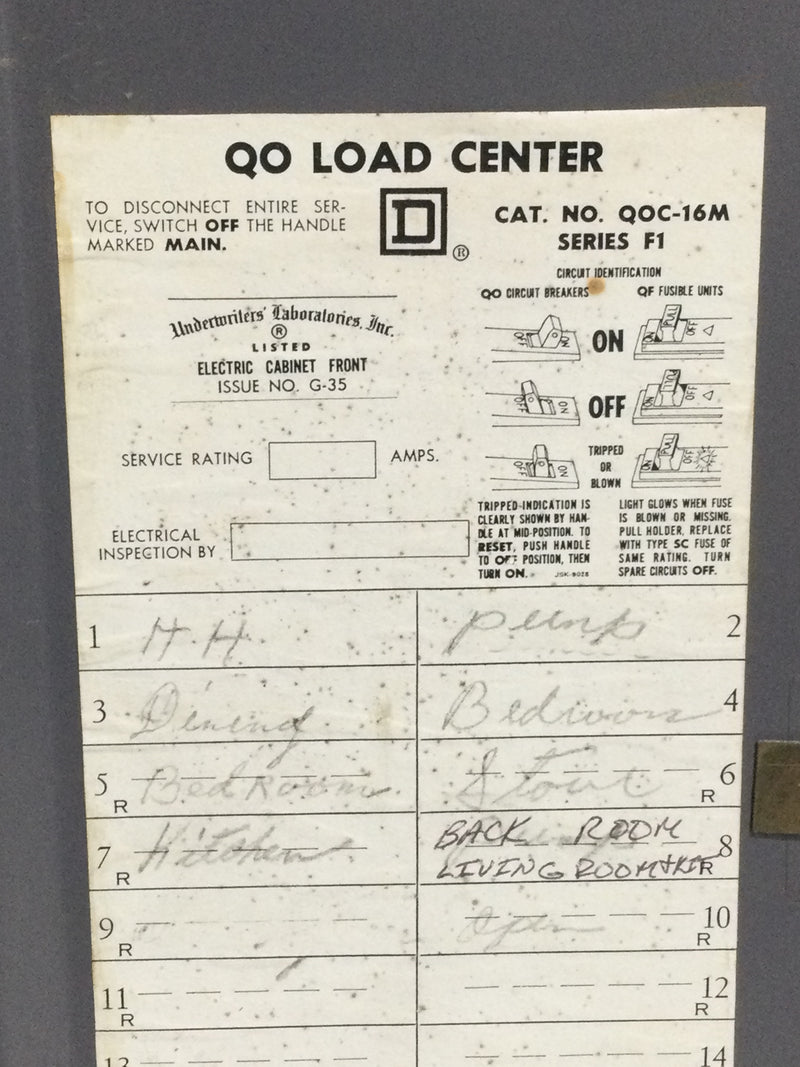 QO LOAD CENTER
TO DISCONNECT ENTIRE SER-
VICE, SWITCH OFF THE HANDLE
MARKED MAIN.
D ®
CAT. NO. QOC-16M
SERIES F1
Underwriters' Laboratories, Inc.
®
LISTED
ELECTRIC CABINET FRONT
ISSUE NO. G-35
CIRCUIT IDENTIFICATION
QO CIRCUIT BREAKERS QF FUSIBLE UNITS
ON
OFF
TRIPPED
OR
BLOWN
SERVICE RATING AMPS.
ELECTRICAL
INSPECTION BY
TRIPPED INDICATION IS
CLEARLY SHOWN BY HAN-
DLE AT MID-POSITION. TO
RESET, PUSH HANDLE
TO OFF POSITION, THEN
TURN ON.
LIGHT GLOWS WHEN FUSE
IS BLOWN OR MISSING.
PULL HOLDER, REPLACE
WITH TYPE SC FUSE OF
SAME RATING. TURN
SPARE CIRCUITS OFF.
1 H.H. pump 2
3 Dining Bedroom 4
5 R Bedroom Stove R 6
7 R Kitchen
BACK ROOM 8
LIVING ROOM & KIT R
9 R Open R 10
11 R R 12
13 14